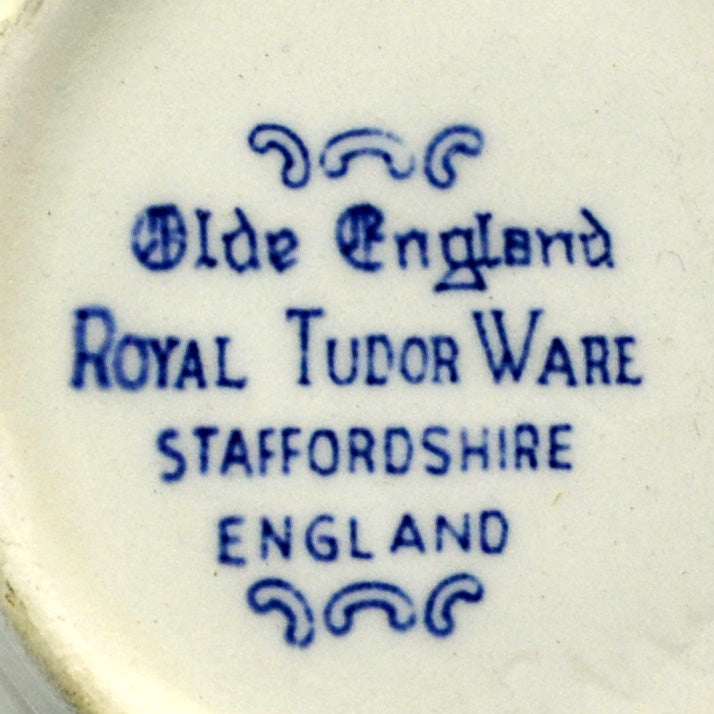 Olde England
ROYAL TUDOR WARE
STAFFORDSHIRE
ENGLAND